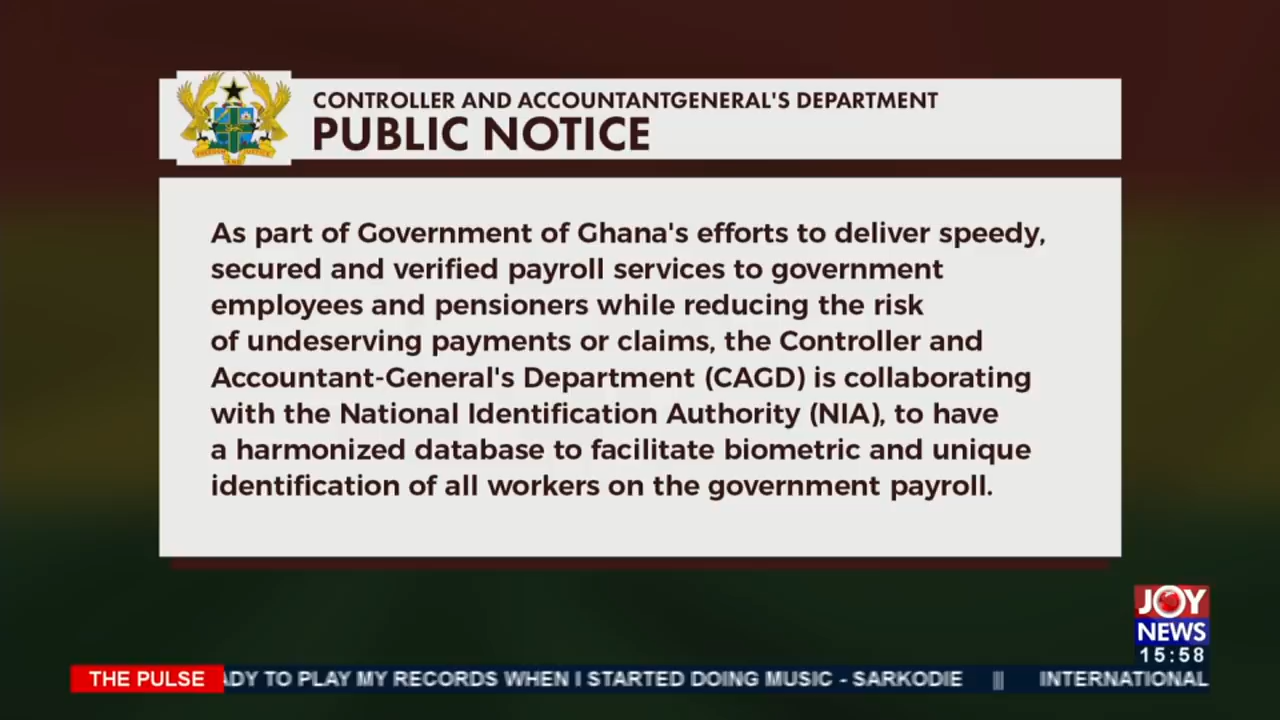 CONTROLLER AND ACCOUNTANTGENERAL'S DEPARTMENT
PUBLIC NOTICE
As part of Government of Ghana's efforts to deliver speedy,
secured and verified payroll services to government
employees and pensioners while reducing the risk
of undeserving payments or claims, the Controller and
Accountant-General's Department (CAGD) is collaborating
with the National Identification Authority (NIA), to have
a harmonized database to facilitate biometric and unique
identification of all workers on the government payroll.
JOY
NEWS
15:58
THE PULSE
ADY TO PLAY MY RECORDS WHEN I STARTED DOING MUSIC - SARKODIE ||| INTERNATIONAL